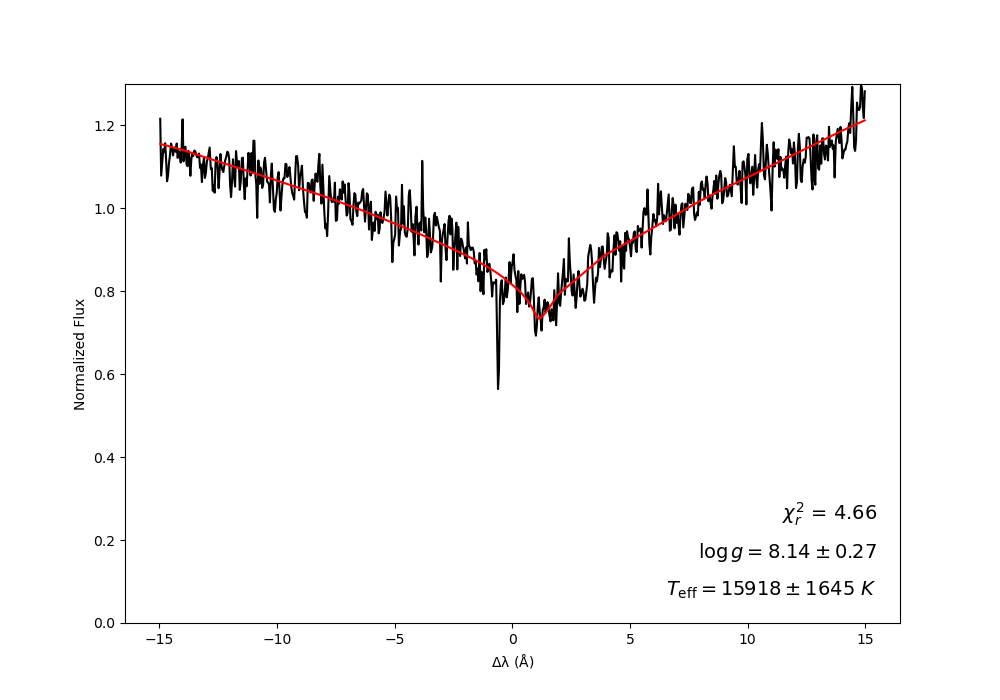 1.2
1.0
0.8
0.6
0.4
0.2
0.0
Normalized Flux
χ²ᵣ = 4.66
log g = 8.14 ± 0.27
T_eff = 15918 ± 1645 K
−15 −10 −5 0 5 10 15
Δλ (Å)